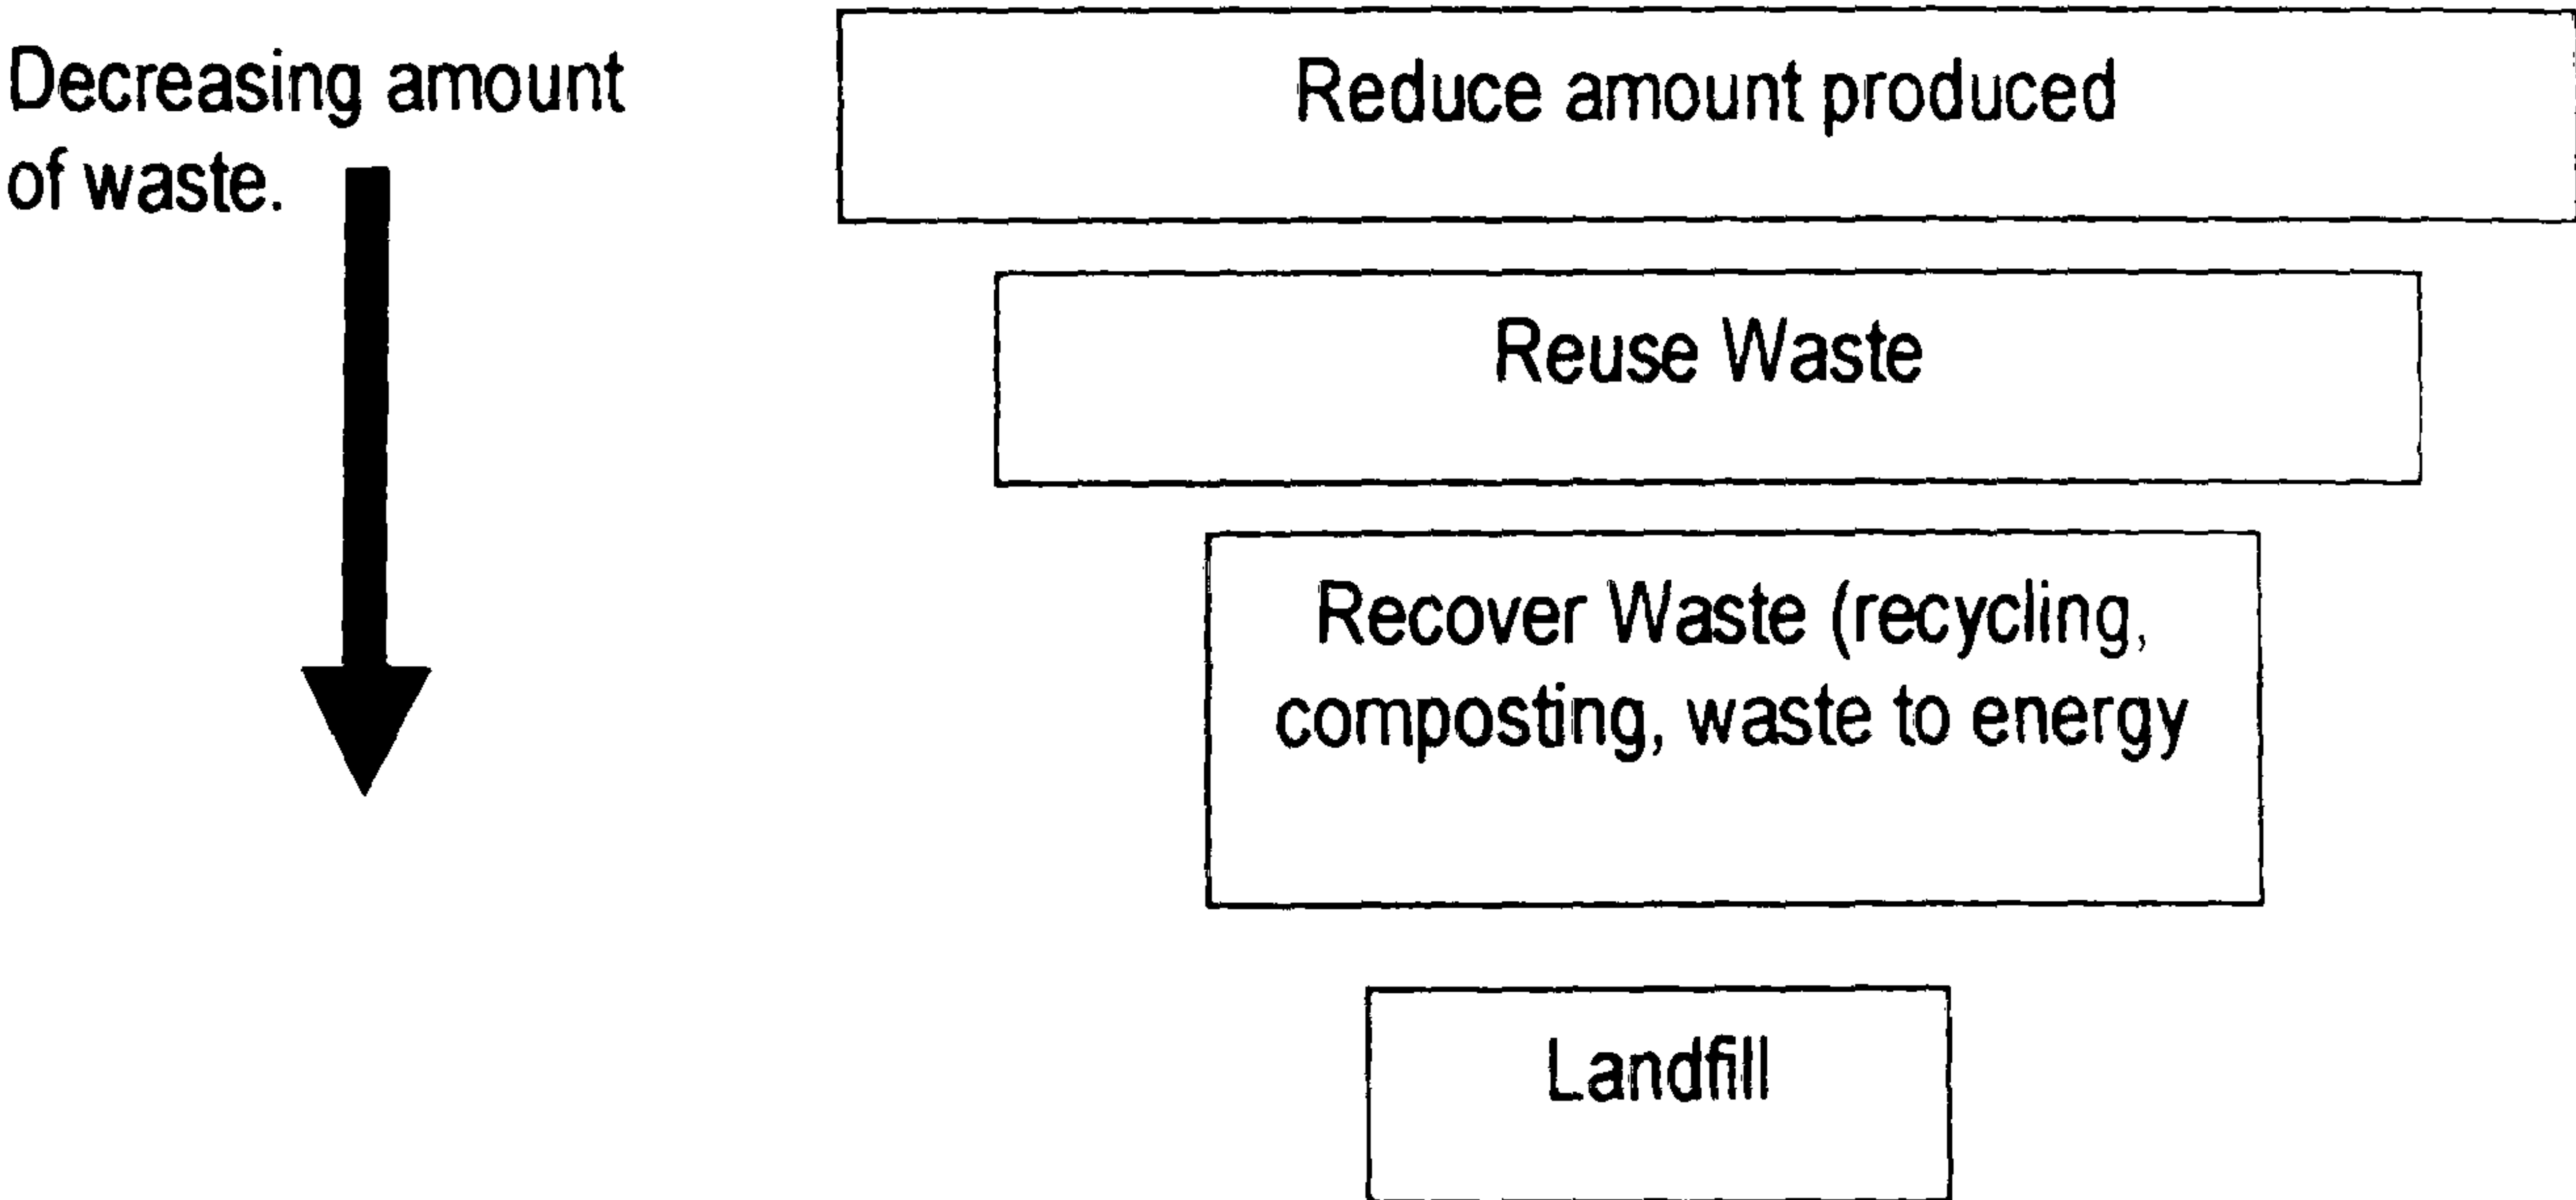 Decreasing amount
of waste.
Reduce amount produced
Reuse Waste
Recover Waste (recycling,
composting, waste to energy
Landfill